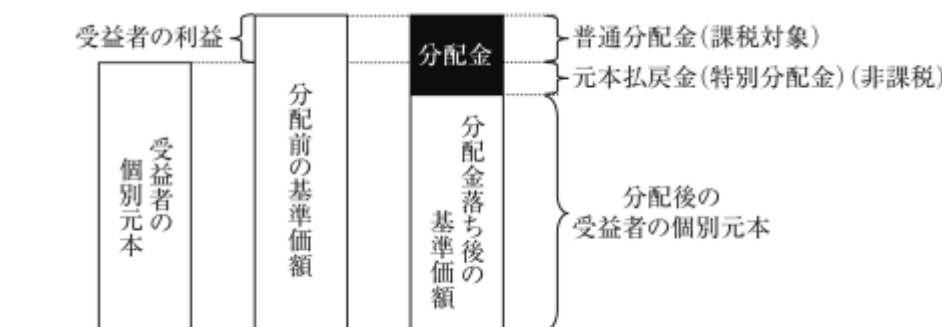 受益者の利益
分配金
普通分配金(課税対象)
元本払戻金(特別分配金)(非課税)
受益者の
個別元本
分配前の基準価額
分配金落ち後の
基準価額
分配後の
受益者の個別元本